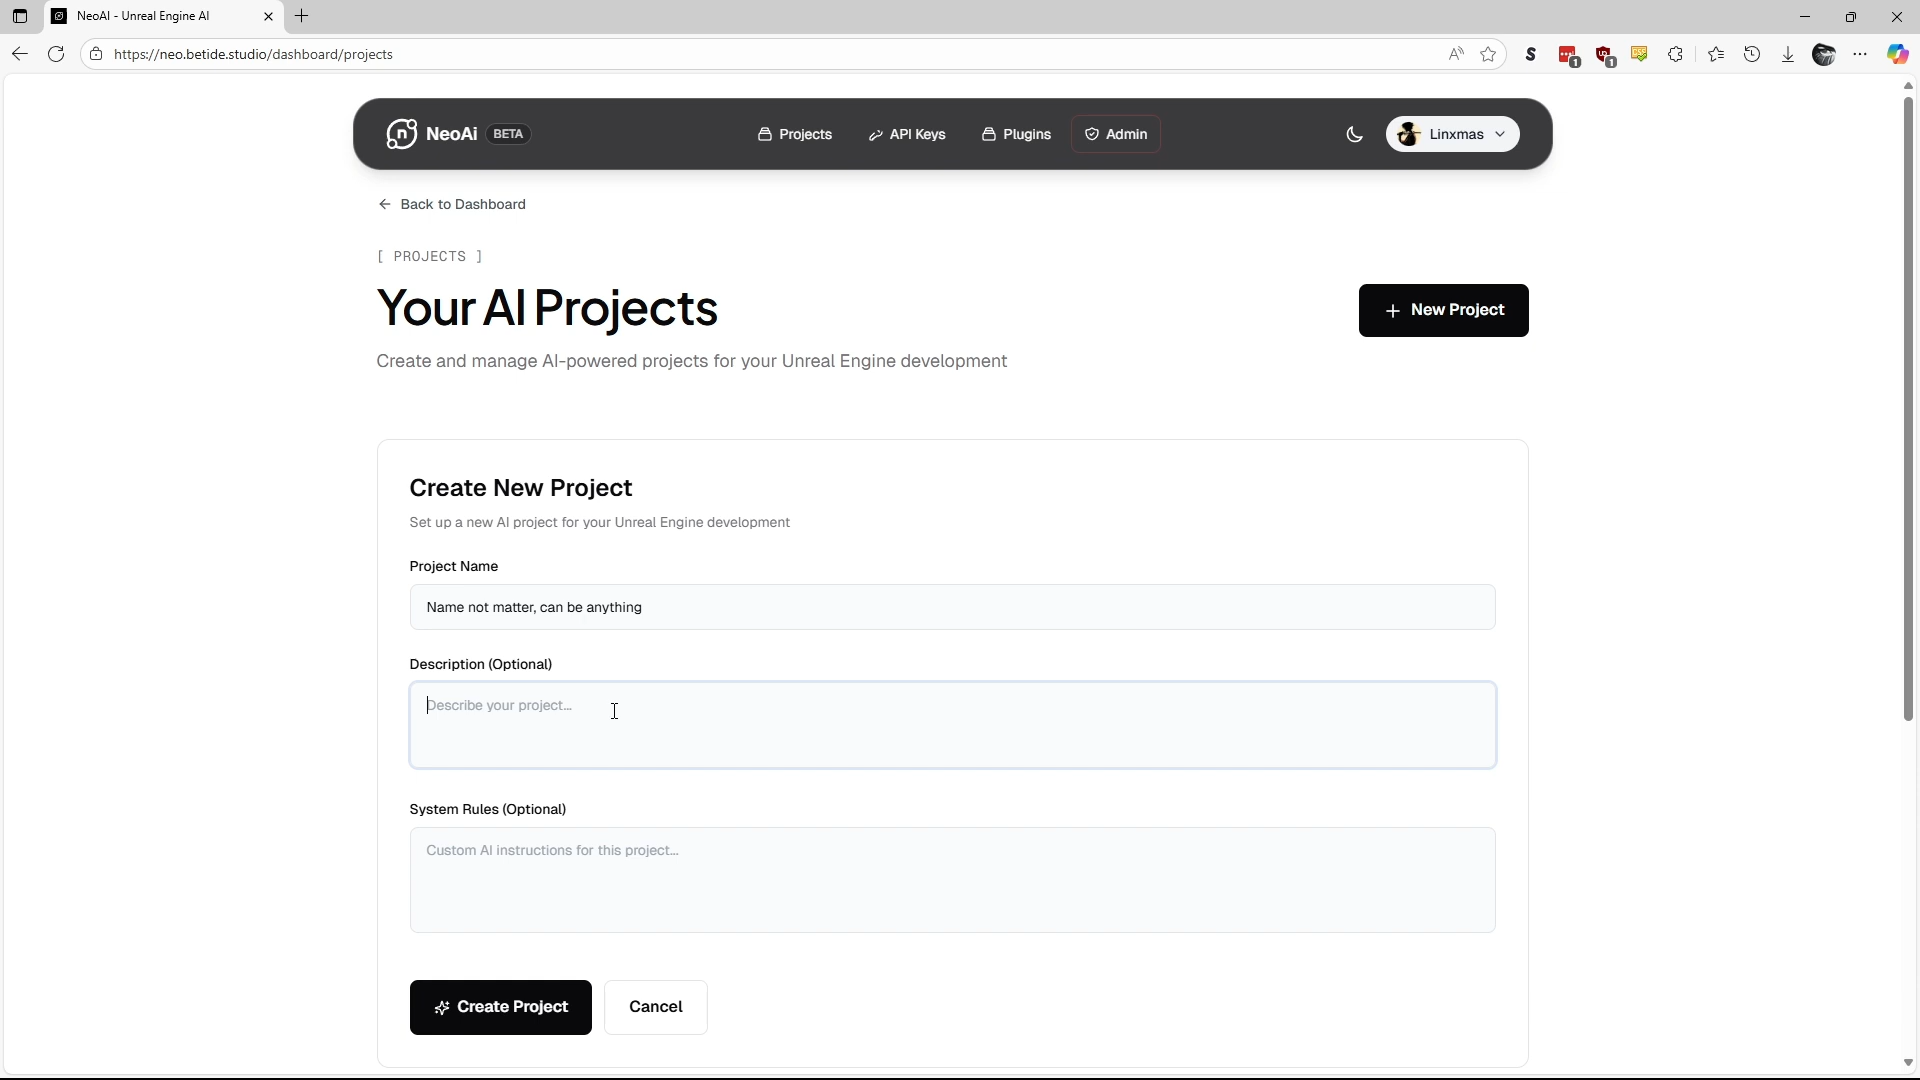 NeoAI - Unreal Engine AI
https://neo.betide.studio/dashboard/projects
1
1
NeoAi BETA
Projects
API Keys
Plugins
Admin
Linxmas
Back to Dashboard
[ PROJECTS ]
Your AI Projects
+ New Project
Create and manage AI-powered projects for your Unreal Engine development
Create New Project
Set up a new AI project for your Unreal Engine development
Project Name
Name not matter, can be anything
Description (Optional)
Describe your project...
System Rules (Optional)
Custom AI instructions for this project...
Create Project
Cancel